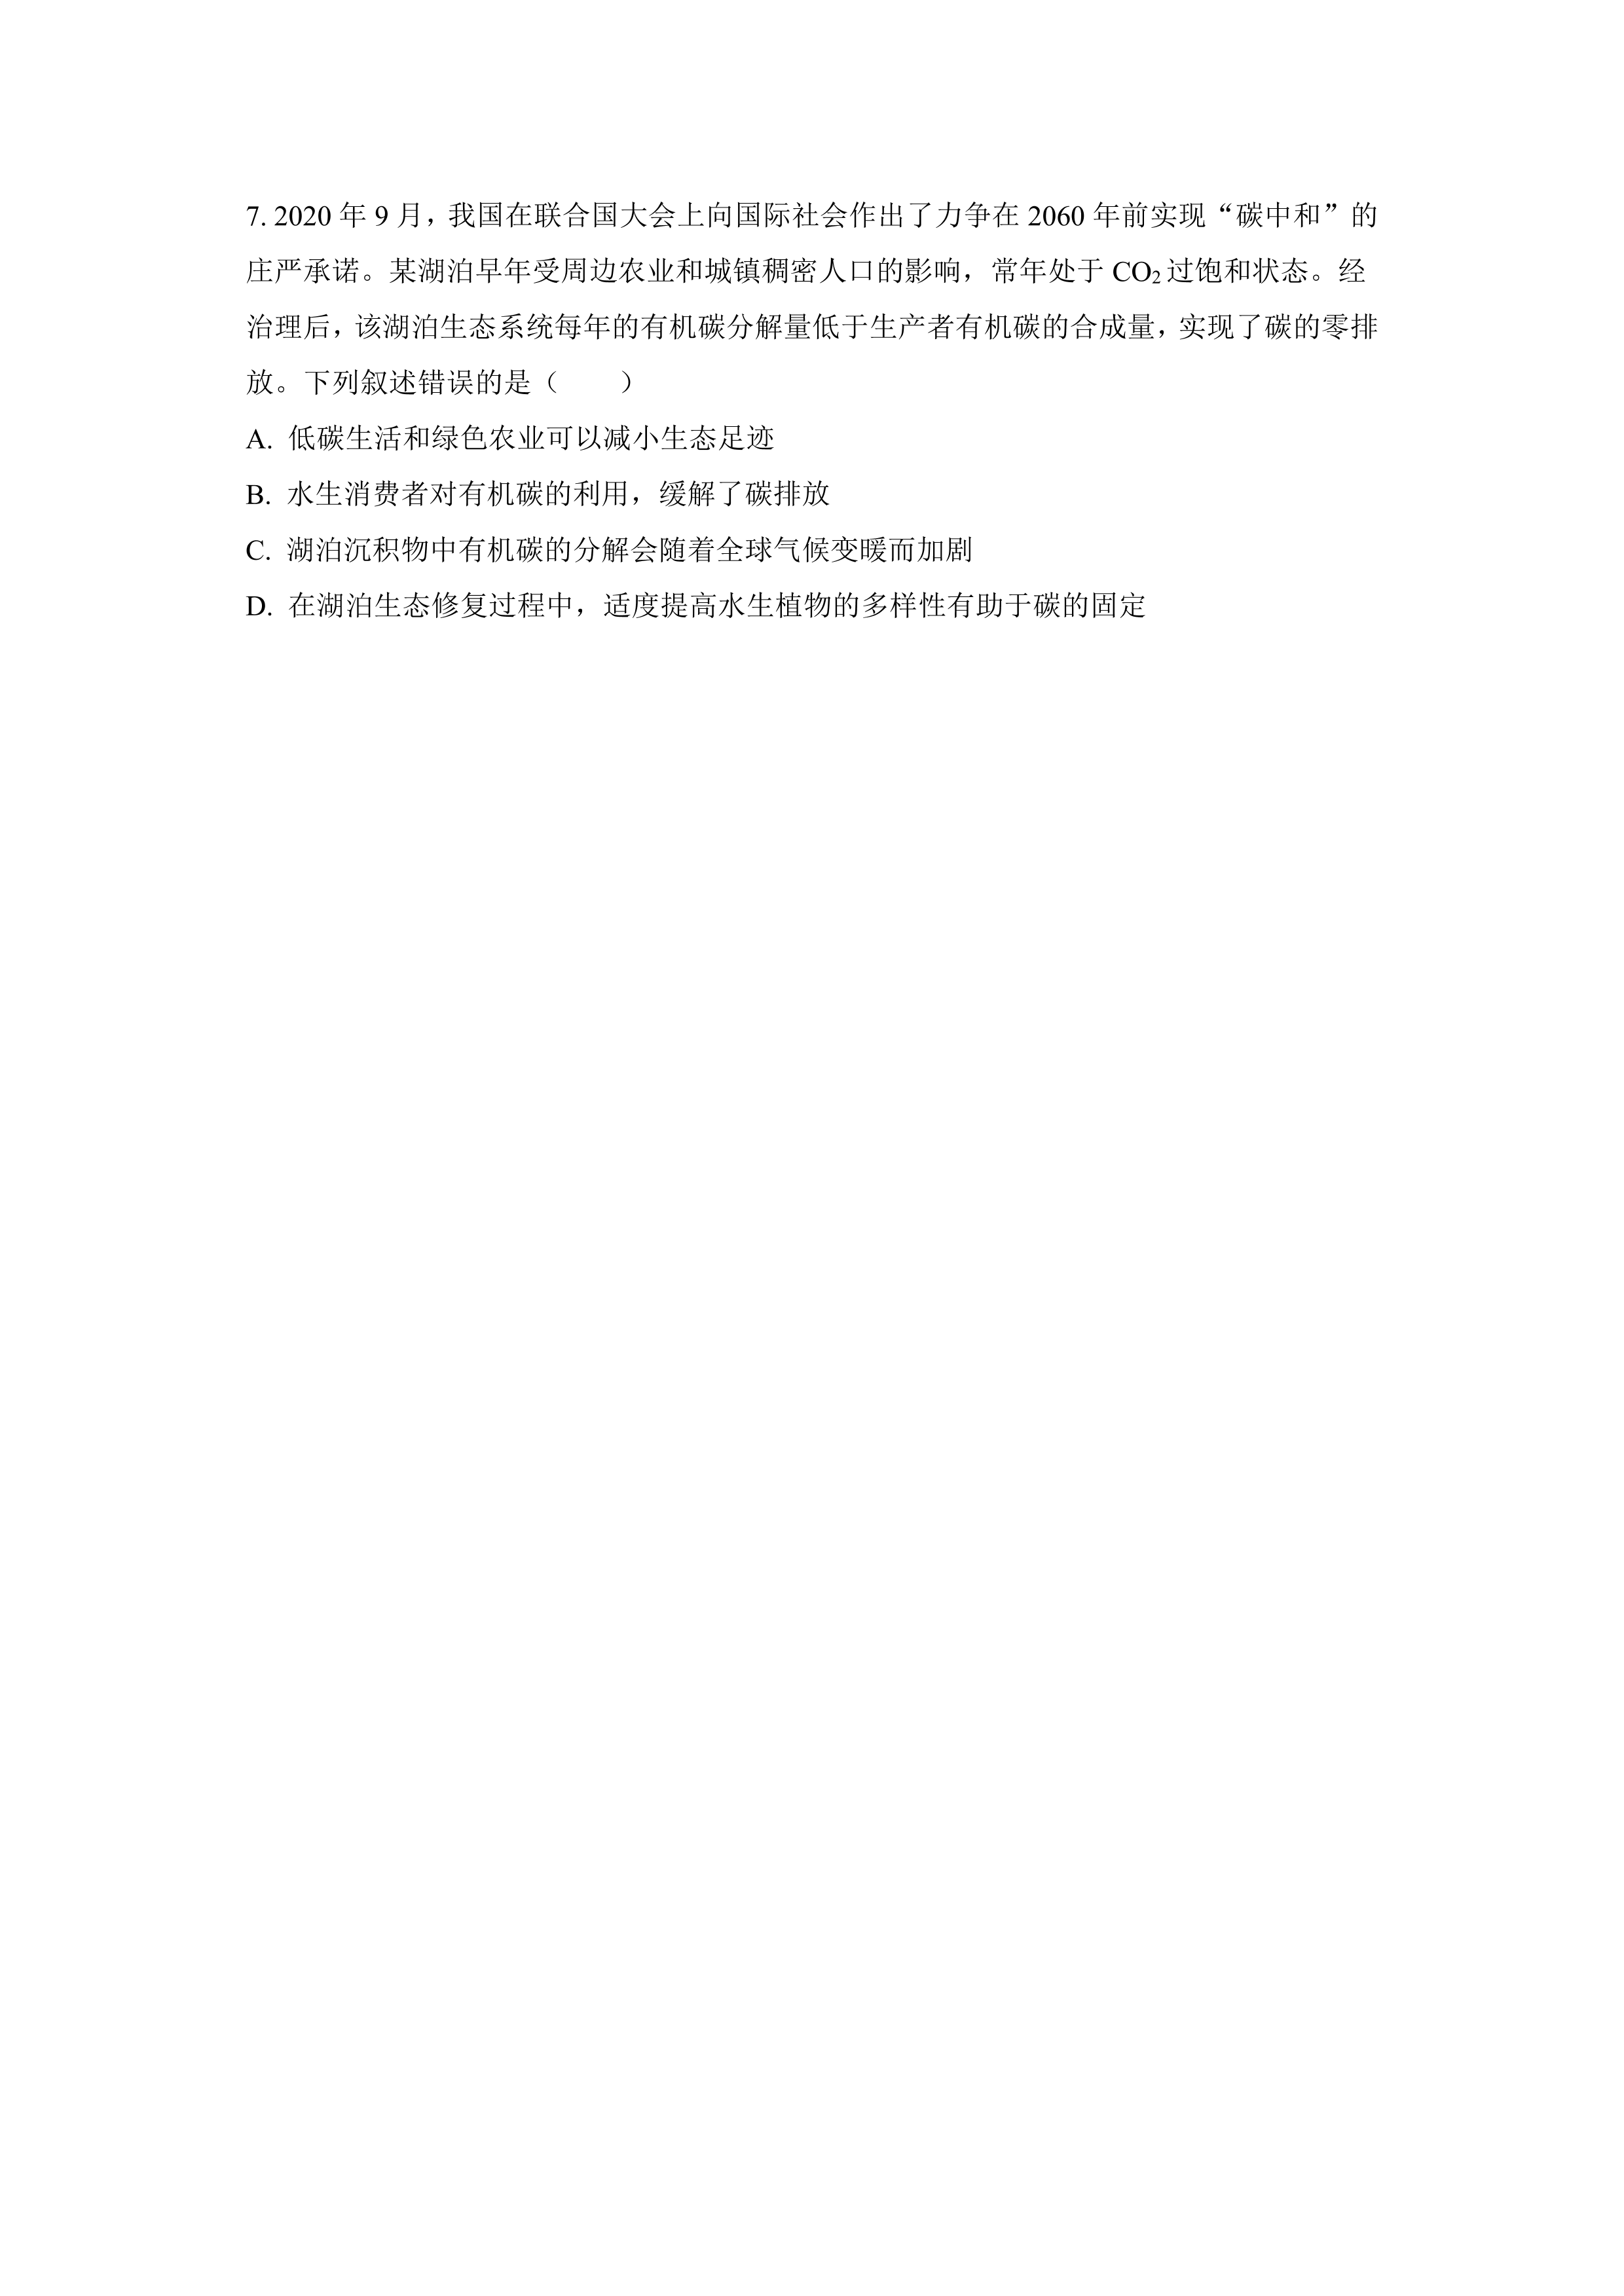 7. 2020 年 9 月，我国在联合国大会上向国际社会作出了力争在 2060 年前实现“碳中和”的
庄严承诺。某湖泊早年受周边农业和城镇稠密人口的影响，常年处于 CO₂ 过饱和状态。经
治理后，该湖泊生态系统每年的有机碳分解量低于生产者有机碳的合成量，实现了碳的零排
放。下列叙述错误的是（　　）
A. 低碳生活和绿色农业可以减小生态足迹
B. 水生消费者对有机碳的利用，缓解了碳排放
C. 湖泊沉积物中有机碳的分解会随着全球气候变暖而加剧
D. 在湖泊生态修复过程中，适度提高水生植物的多样性有助于碳的固定